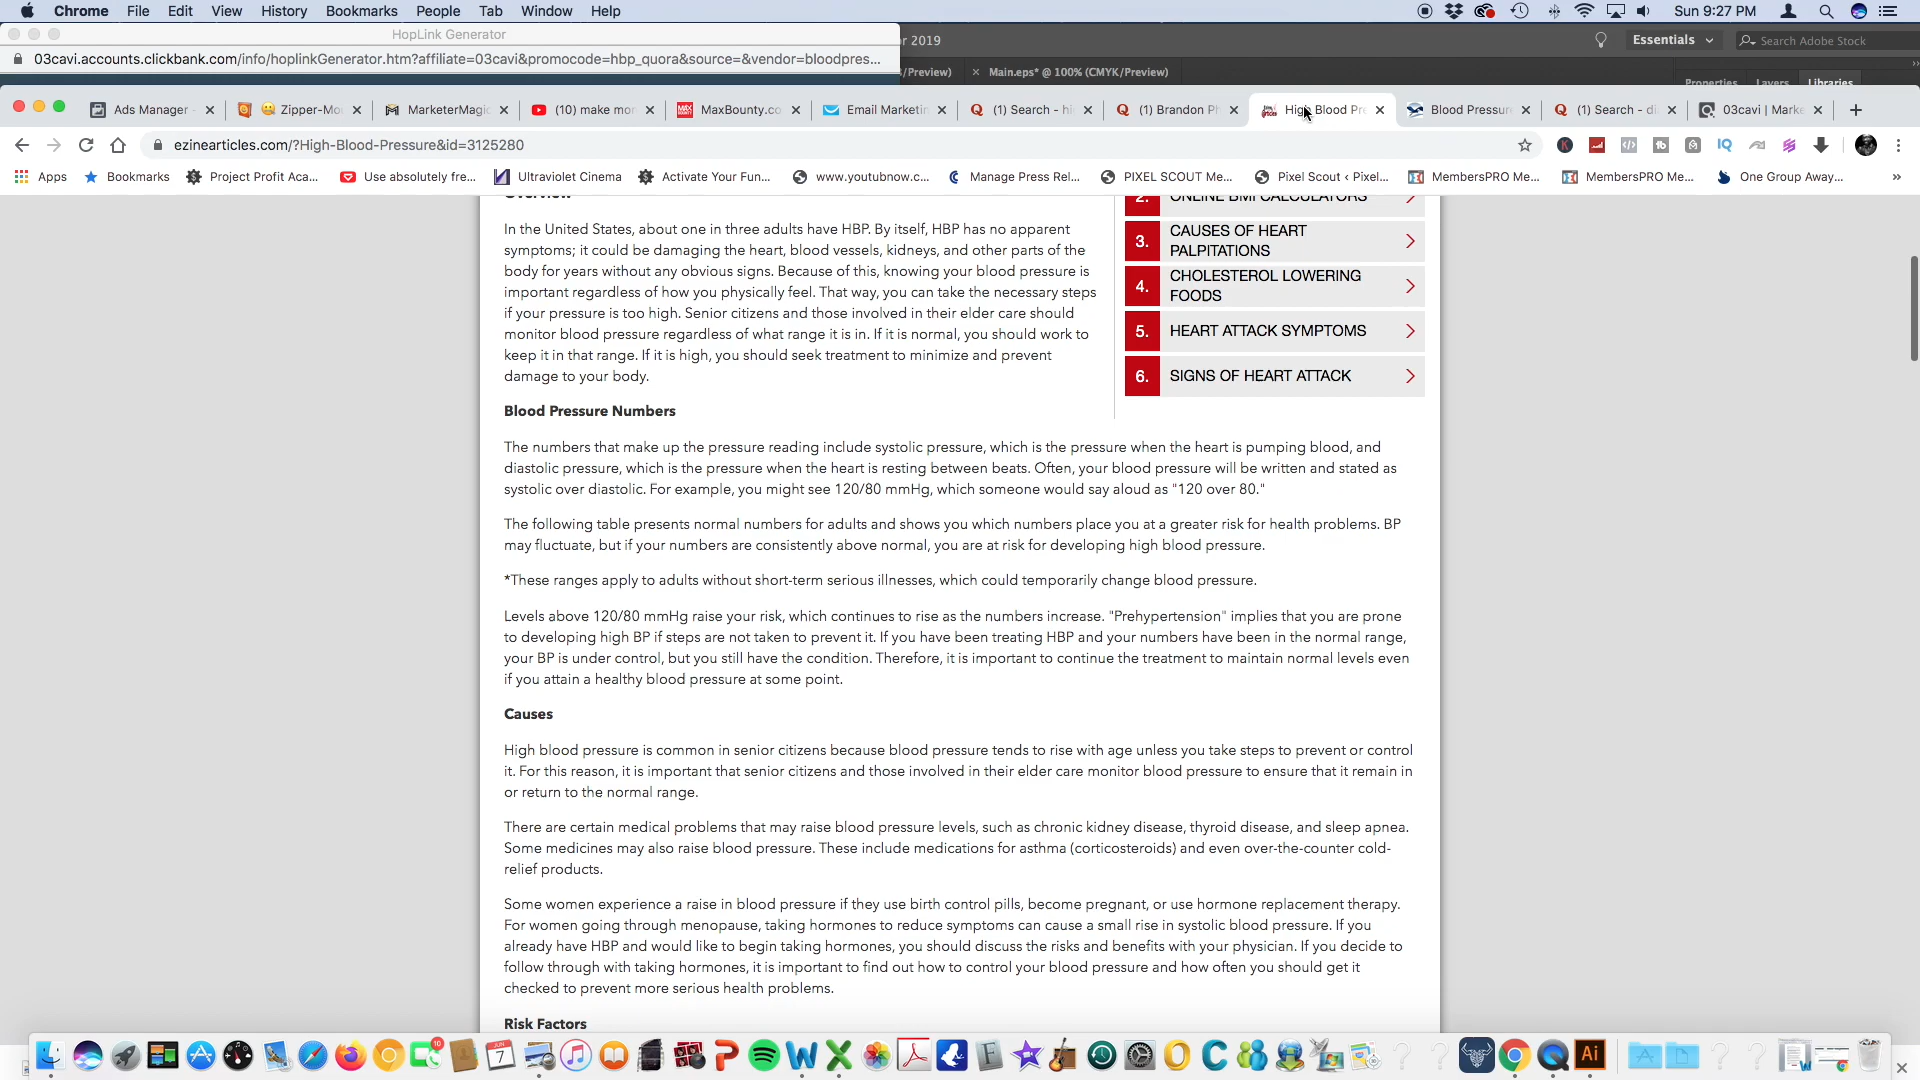 Chrome File Edit View History Bookmarks People Tab Window Help
Sun 9:27 PM
HopLink Generator
r 2019
Essentials
Search Adobe Stock
03cavi.accounts.clickbank.com/info/hoplinkGenerator.htm?affiliate=03cavi&promocode=hbp_quora&source=&vendor=bloodpres...
/Preview)
× Main.eps* @ 100% (CMYK/Preview)
Properties Layers Libraries
Ads Manager
Zipper-Mo
MarketerMagic
(10) make mon
MaxBounty.co
Email Marketin
(1) Search - hi
(1) Brandon Ph
High Blood Pre
Blood Pressure
(1) Search - di
03cavi | Marke
ezinearticles.com/?High-Blood-Pressure&id=3125280
Apps
Bookmarks
Project Profit Aca...
Use absolutely fre...
Ultraviolet Cinema
Activate Your Fun...
www.youtubnow.c...
Manage Press Rel...
PIXEL SCOUT Me...
Pixel Scout ‹ Pixel...
MembersPRO Me...
MembersPRO Me...
One Group Away...
»
Overview
In the United States, about one in three adults have HBP. By itself, HBP has no apparent
symptoms; it could be damaging the heart, blood vessels, kidneys, and other parts of the
body for years without any obvious signs. Because of this, knowing your blood pressure is
important regardless of how you physically feel. That way, you can take the necessary steps
if your pressure is too high. Senior citizens and those involved in their elder care should
monitor blood pressure regardless of what range it is in. If it is normal, you should work to
keep it in that range. If it is high, you should seek treatment to minimize and prevent
damage to your body.
2. ONLINE BMI CALCULATORS
3. CAUSES OF HEART
PALPITATIONS
4. CHOLESTEROL LOWERING
FOODS
5. HEART ATTACK SYMPTOMS
6. SIGNS OF HEART ATTACK
Blood Pressure Numbers
The numbers that make up the pressure reading include systolic pressure, which is the pressure when the heart is pumping blood, and
diastolic pressure, which is the pressure when the heart is resting between beats. Often, your blood pressure will be written and stated as
systolic over diastolic. For example, you might see 120/80 mmHg, which someone would say aloud as "120 over 80."
The following table presents normal numbers for adults and shows you which numbers place you at a greater risk for health problems. BP
may fluctuate, but if your numbers are consistently above normal, you are at risk for developing high blood pressure.
*These ranges apply to adults without short-term serious illnesses, which could temporarily change blood pressure.
Levels above 120/80 mmHg raise your risk, which continues to rise as the numbers increase. "Prehypertension" implies that you are prone
to developing high BP if steps are not taken to prevent it. If you have been treating HBP and your numbers have been in the normal range,
your BP is under control, but you still have the condition. Therefore, it is important to continue the treatment to maintain normal levels even
if you attain a healthy blood pressure at some point.
Causes
High blood pressure is common in senior citizens because blood pressure tends to rise with age unless you take steps to prevent or control
it. For this reason, it is important that senior citizens and those involved in their elder care monitor blood pressure to ensure that it remain in
or return to the normal range.
There are certain medical problems that may raise blood pressure levels, such as chronic kidney disease, thyroid disease, and sleep apnea.
Some medicines may also raise blood pressure. These include medications for asthma (corticosteroids) and even over-the-counter cold-
relief products.
Some women experience a raise in blood pressure if they use birth control pills, become pregnant, or use hormone replacement therapy.
For women going through menopause, taking hormones to reduce symptoms can cause a small rise in systolic blood pressure. If you
already have HBP and would like to begin taking hormones, you should discuss the risks and benefits with your physician. If you decide to
follow through with taking hormones, it is important to find out how to control your blood pressure and how often you should get it
checked to prevent more serious health problems.
Risk Factors